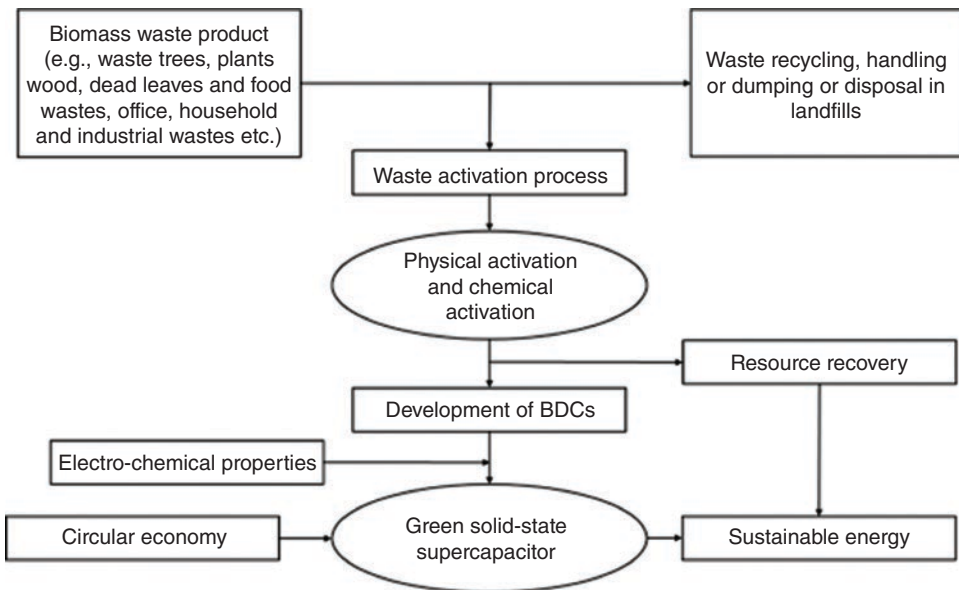 Biomass waste product
(e.g., waste trees, plants
wood, dead leaves and food
wastes, office, household
and industrial wastes etc.)
Waste recycling, handling
or dumping or disposal in
landfills
Waste activation process
Physical activation
and chemical
activation
Resource recovery
Development of BDCs
Electro-chemical properties
Circular economy
Green solid-state
supercapacitor
Sustainable energy